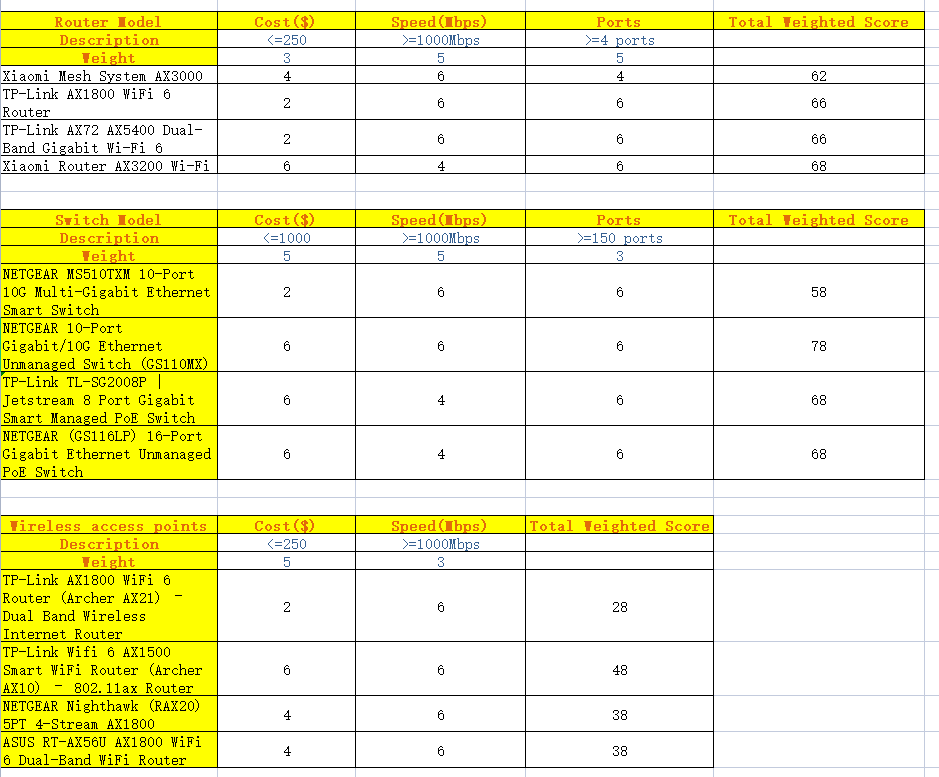 Router Model Cost($) Speed(Mbps) Ports Total Weighted Score
Description <=250 >=1000Mbps >=4 ports
Weight 3 5 5
Xiaomi Mesh System AX3000 4 6 4 62
TP-Link AX1800 WiFi 6
Router 2 6 6 66
TP-Link AX72 AX5400 Dual-
Band Gigabit Wi-Fi 6 2 6 6 66
Xiaomi Router AX3200 Wi-Fi 6 4 6 68
Switch Model Cost($) Speed(Mbps) Ports Total Weighted Score
Description <=1000 >=1000Mbps >=150 ports
Weight 5 5 3
NETGEAR MS510TXM 10-Port
10G Multi-Gigabit Ethernet 2 6 6 58
Smart Switch
NETGEAR 10-Port
Gigabit/10G Ethernet 6 6 6 78
Unmanaged Switch (GS110MX)
TP-Link TL-SG2008P |
Jetstream 8 Port Gigabit 6 4 6 68
Smart Managed PoE Switch
NETGEAR (GS116LP) 16-Port
Gigabit Ethernet Unmanaged 6 4 6 68
PoE Switch
Wireless access points Cost($) Speed(Mbps) Total Weighted Score
Description <=250 >=1000Mbps
Weight 5 3
TP-Link AX1800 WiFi 6
Router (Archer AX21) –
Dual Band Wireless 2 6 28
Internet Router
TP-Link Wifi 6 AX1500
Smart WiFi Router (Archer 6 6 48
AX10) – 802.11ax Router
NETGEAR Nighthawk (RAX20)
5PT 4-Stream AX1800 4 6 38
ASUS RT-AX56U AX1800 WiFi
6 Dual-Band WiFi Router 4 6 38